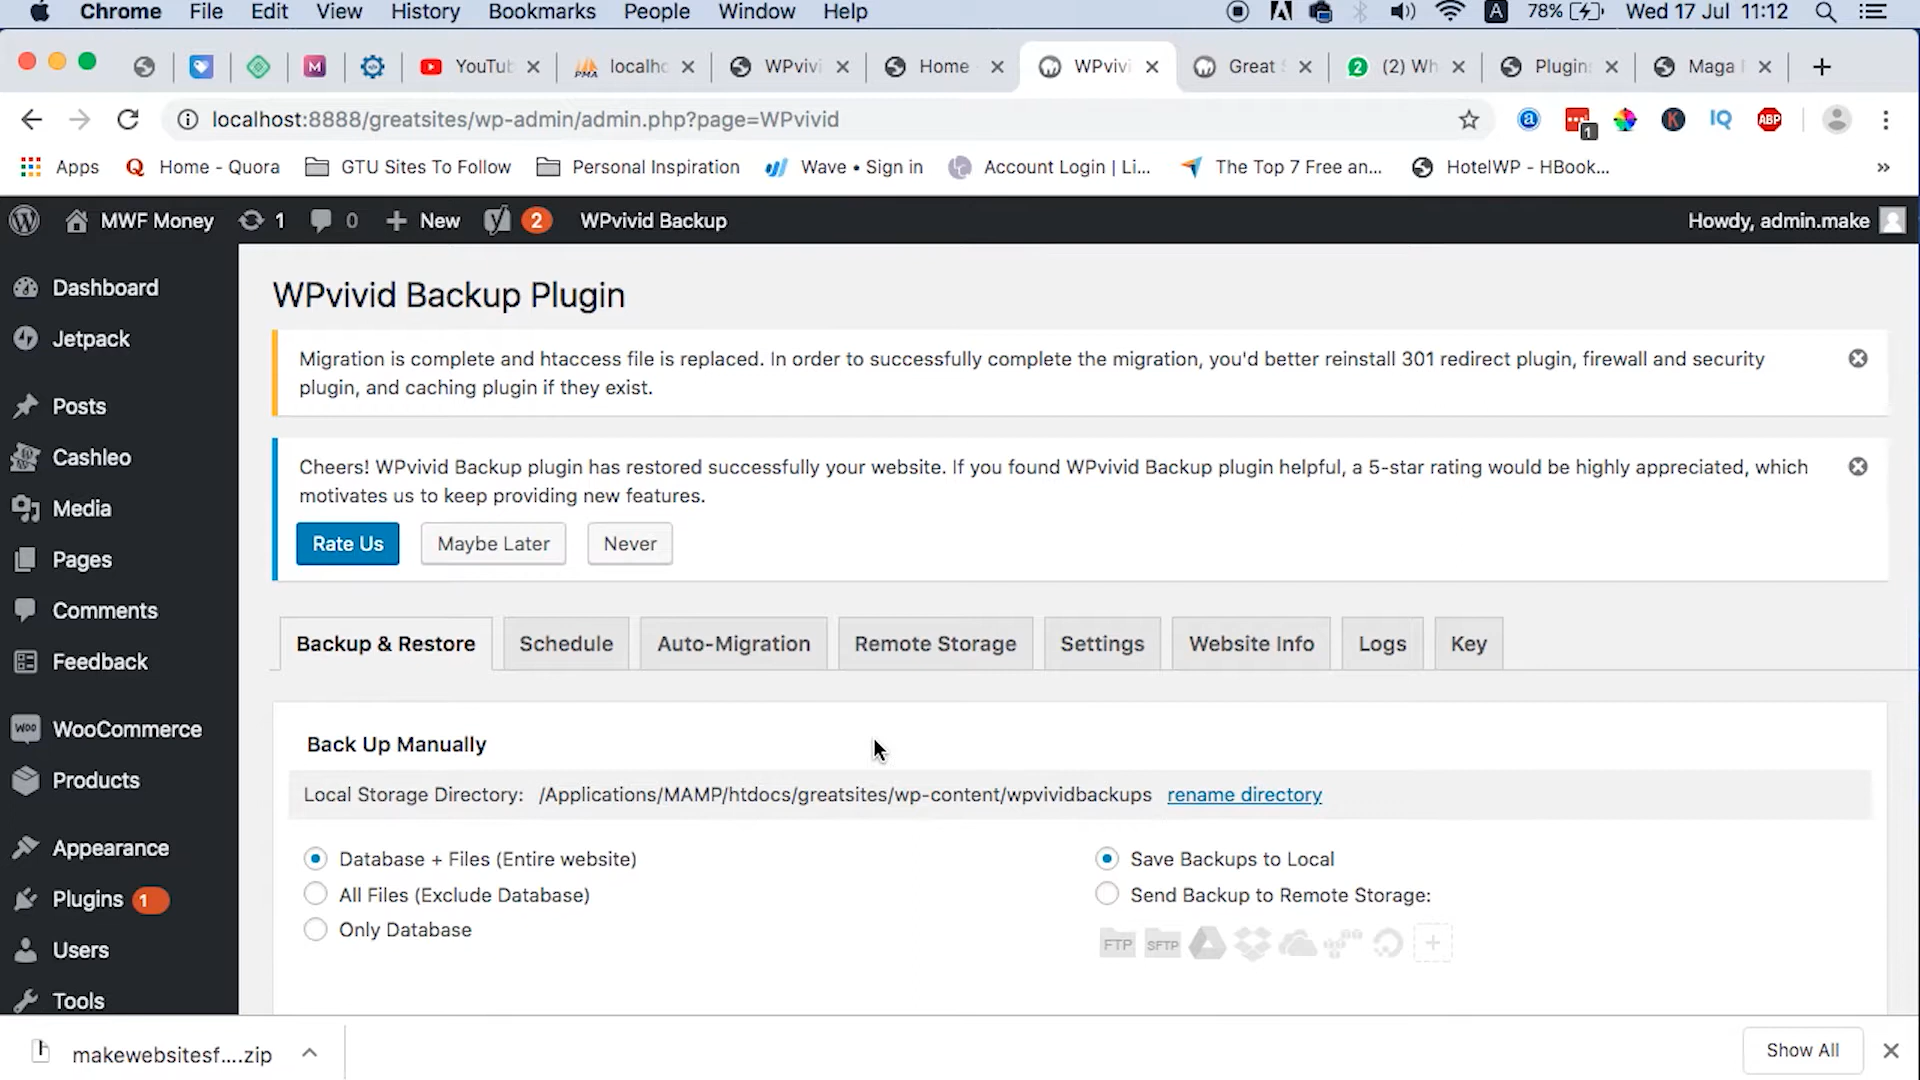 Chrome File Edit View History Bookmarks People Window Help A 78% Wed 17 Jul 11:12
YouTub localho WPvivi Home WPvivi Great S 2 (2) Wh Plugin Maga
localhost:8888/greatsites/wp-admin/admin.php?page=WPvivid 1 K IQ ABP
Apps Home - Quora GTU Sites To Follow Personal Inspiration Wave • Sign in Account Login | Li... The Top 7 Free an... HotelWP - HBook... »
MWF Money 1 0 + New 2 WPvivid Backup Howdy, admin.make
Dashboard
Jetpack
Posts
Cashleo
Media
Pages
Comments
Feedback
WooCommerce
Products
Appearance
Plugins 1
Users
Tools
WPvivid Backup Plugin
Migration is complete and htaccess file is replaced. In order to successfully complete the migration, you'd better reinstall 301 redirect plugin, firewall and security
plugin, and caching plugin if they exist.
Cheers! WPvivid Backup plugin has restored successfully your website. If you found WPvivid Backup plugin helpful, a 5-star rating would be highly appreciated, which
motivates us to keep providing new features.
Rate Us Maybe Later Never
Backup & Restore Schedule Auto-Migration Remote Storage Settings Website Info Logs Key
Back Up Manually
Local Storage Directory: /Applications/MAMP/htdocs/greatsites/wp-content/wpvividbackups rename directory
Database + Files (Entire website) Save Backups to Local
All Files (Exclude Database) Send Backup to Remote Storage:
Only Database
FTP SFTP
makewebsitesf....zip Show All